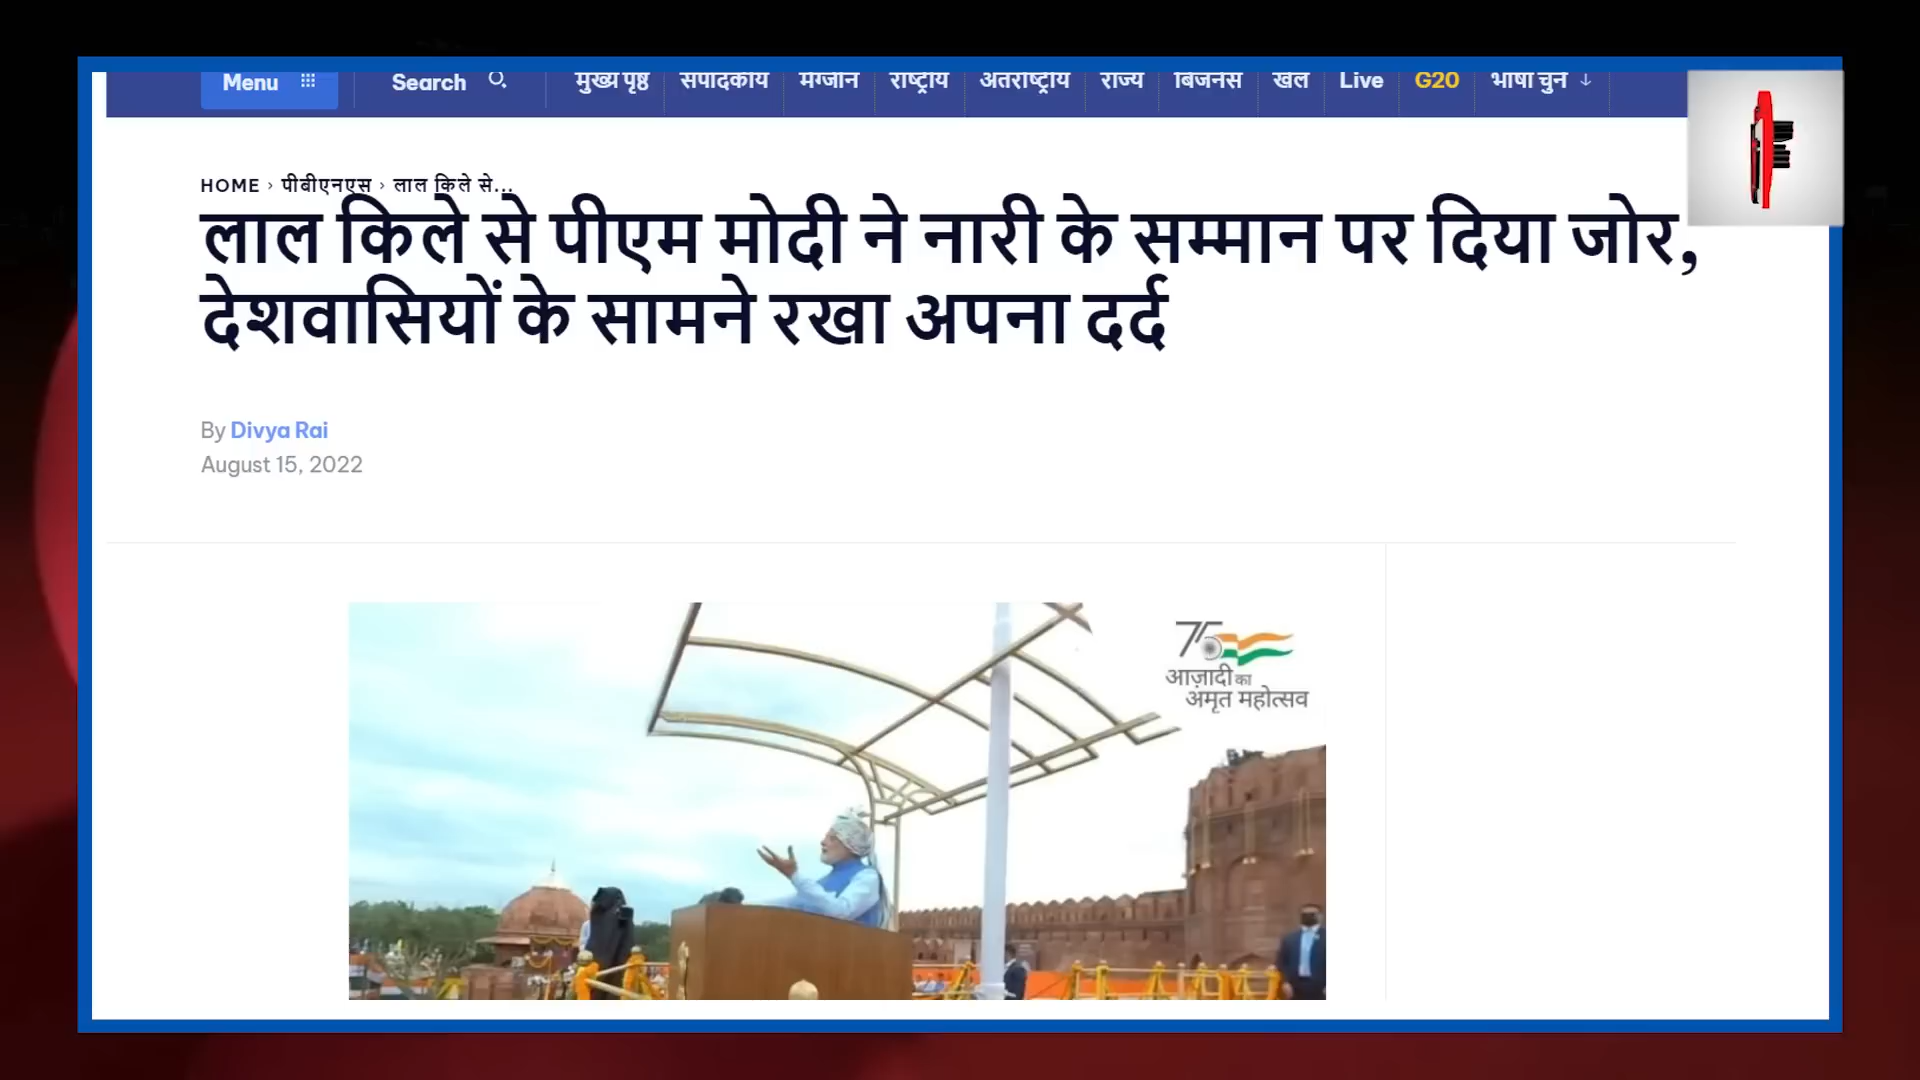 Menu
Search
मुख्य पृष्ठ
संपादकीय
मैगजीन
राष्ट्रीय
अंतर्राष्ट्रीय
राज्य
बिजनेस
खेल
Live
G20
भाषा चुनें
HOME › पीबीएनएस › लाल किले से...
लाल किले से पीएम मोदी ने नारी के सम्मान पर दिया जोर,
देशवासियों के सामने रखा अपना दर्द
By Divya Rai
August 15, 2022
75
आज़ादी का
अमृत महोत्सव